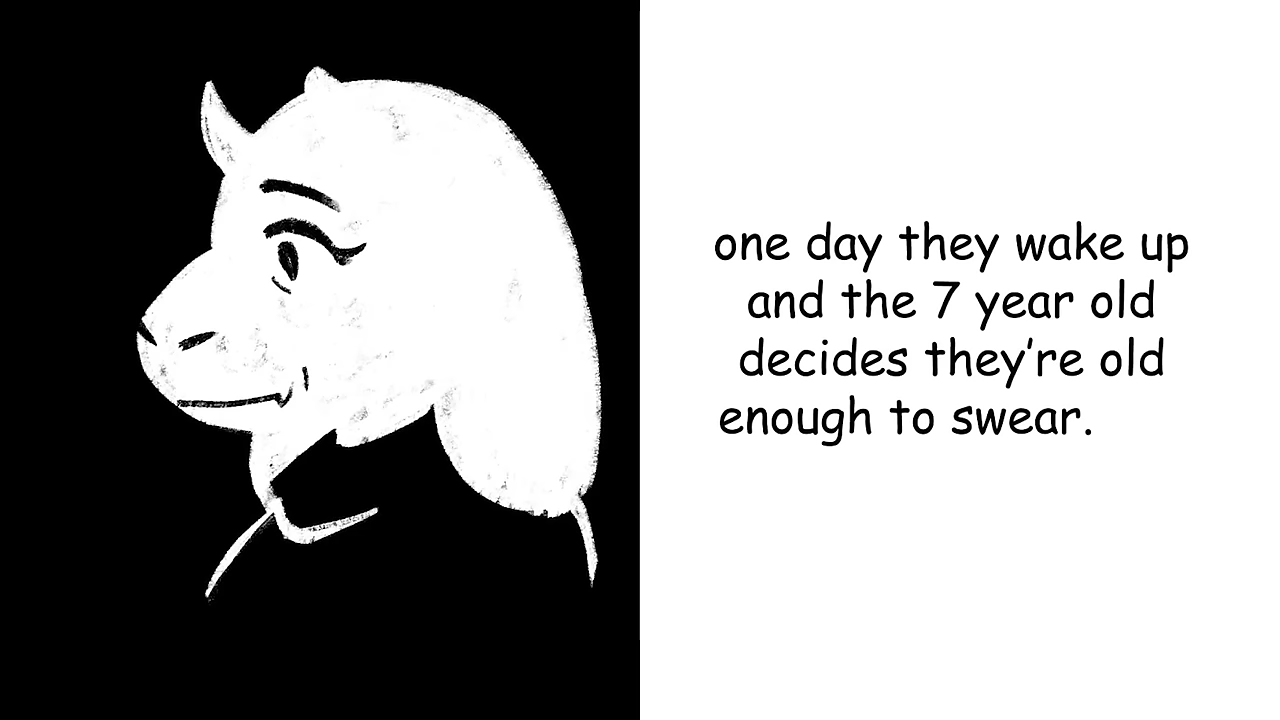 one day they wake up
and the 7 year old
decides they're old
enough to swear.